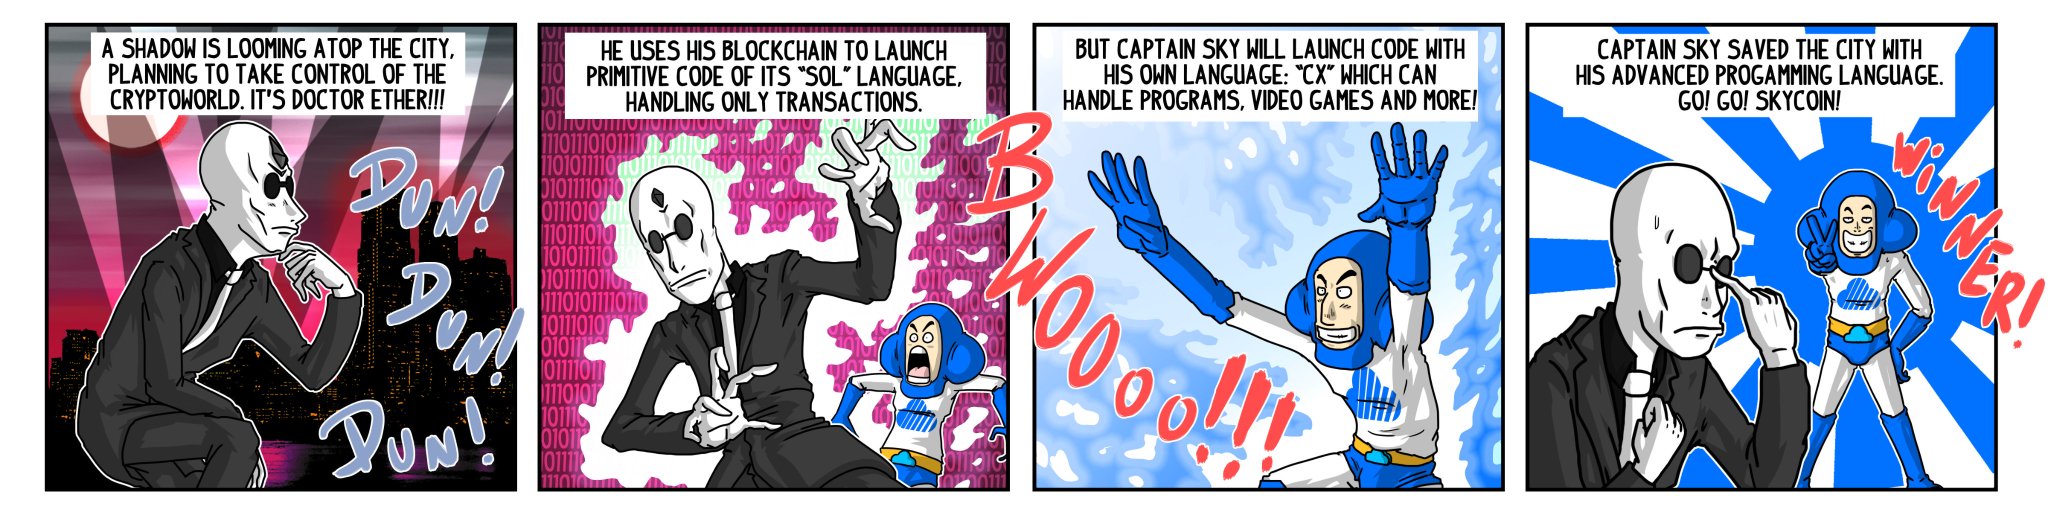 A SHADOW IS LOOMING ATOP THE CITY,
PLANNING TO TAKE CONTROL OF THE
CRYPTOWORLD. IT'S DOCTOR ETHER!!!
DUN!
DUN!
DUN!
HE USES HIS BLOCKCHAIN TO LAUNCH
PRIMITIVE CODE OF ITS "SOL" LANGUAGE,
HANDLING ONLY TRANSACTIONS.
BUT CAPTAIN SKY WILL LAUNCH CODE WITH
HIS OWN LANGUAGE: "CX" WHICH CAN
HANDLE PROGRAMS, VIDEO GAMES AND MORE!
BWOOOO!!!
CAPTAIN SKY SAVED THE CITY WITH
HIS ADVANCED PROGAMMING LANGUAGE.
GO! GO! SKYCOIN!
WINNER!